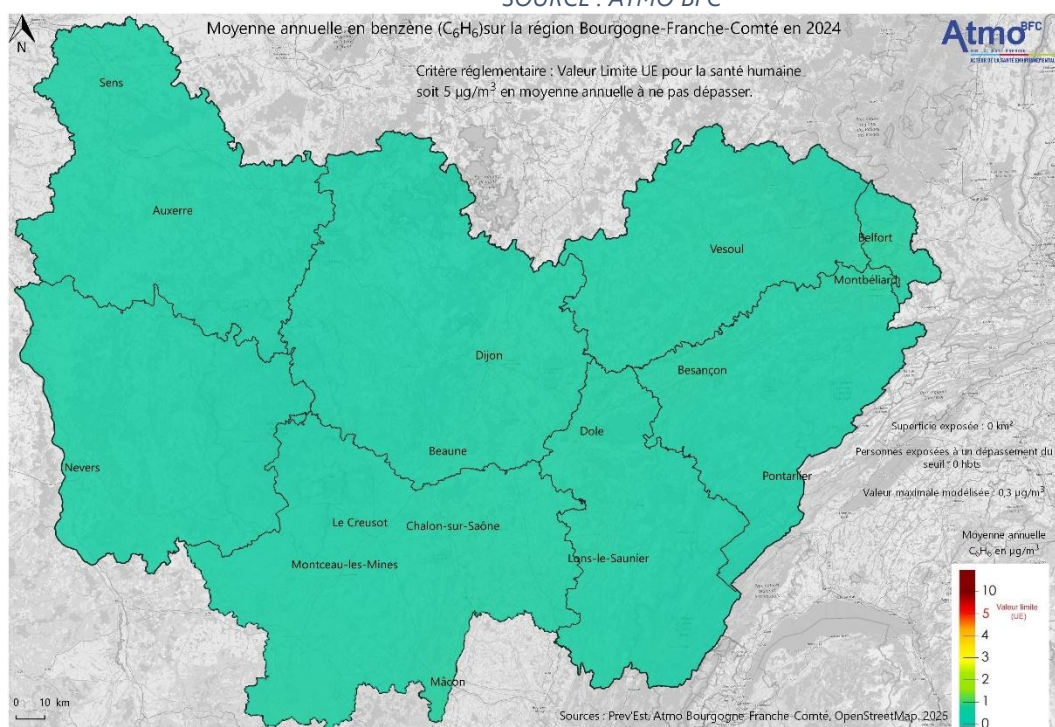 SOURCE : ATMO BFC
N
Moyenne annuelle en benzène (C₆H₆)sur la région Bourgogne-Franche-Comté en 2024
Atmo BFC
Critère réglementaire : Valeur Limite UE pour la santé humaine
soit 5 µg/m³ en moyenne annuelle à ne pas dépasser.
Sens
Auxerre
Vesoul
Belfort
Montbéliard
Dijon
Besançon
Dole
Superficie exposée : 0 km²
Beaune
Personnes exposées à un dépassement du
seuil : 0 hbts
Nevers
Pontarlier
Valeur maximale modélisée : 0,3 µg/m³
Le Creusot
Chalon-sur-Saône
Moyenne annuelle
C₆H₆ en µg/m³
Montceau-les-Mines
Lons-le-Saunier
10
5 Valeur limite
(UE)
4
3
2
1
0
Mâcon
0 10 km
Sources : Prev'Est, Atmo Bourgogne-Franche-Comté, OpenStreetMap, 2025